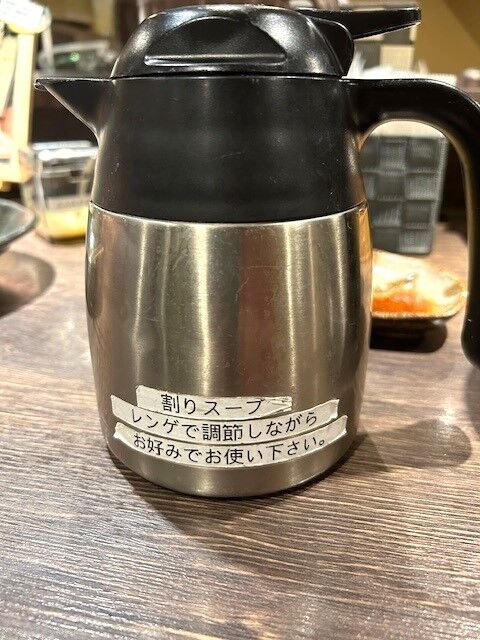 割りスープ
レンゲで調節しながら
お好みでお使い下さい。